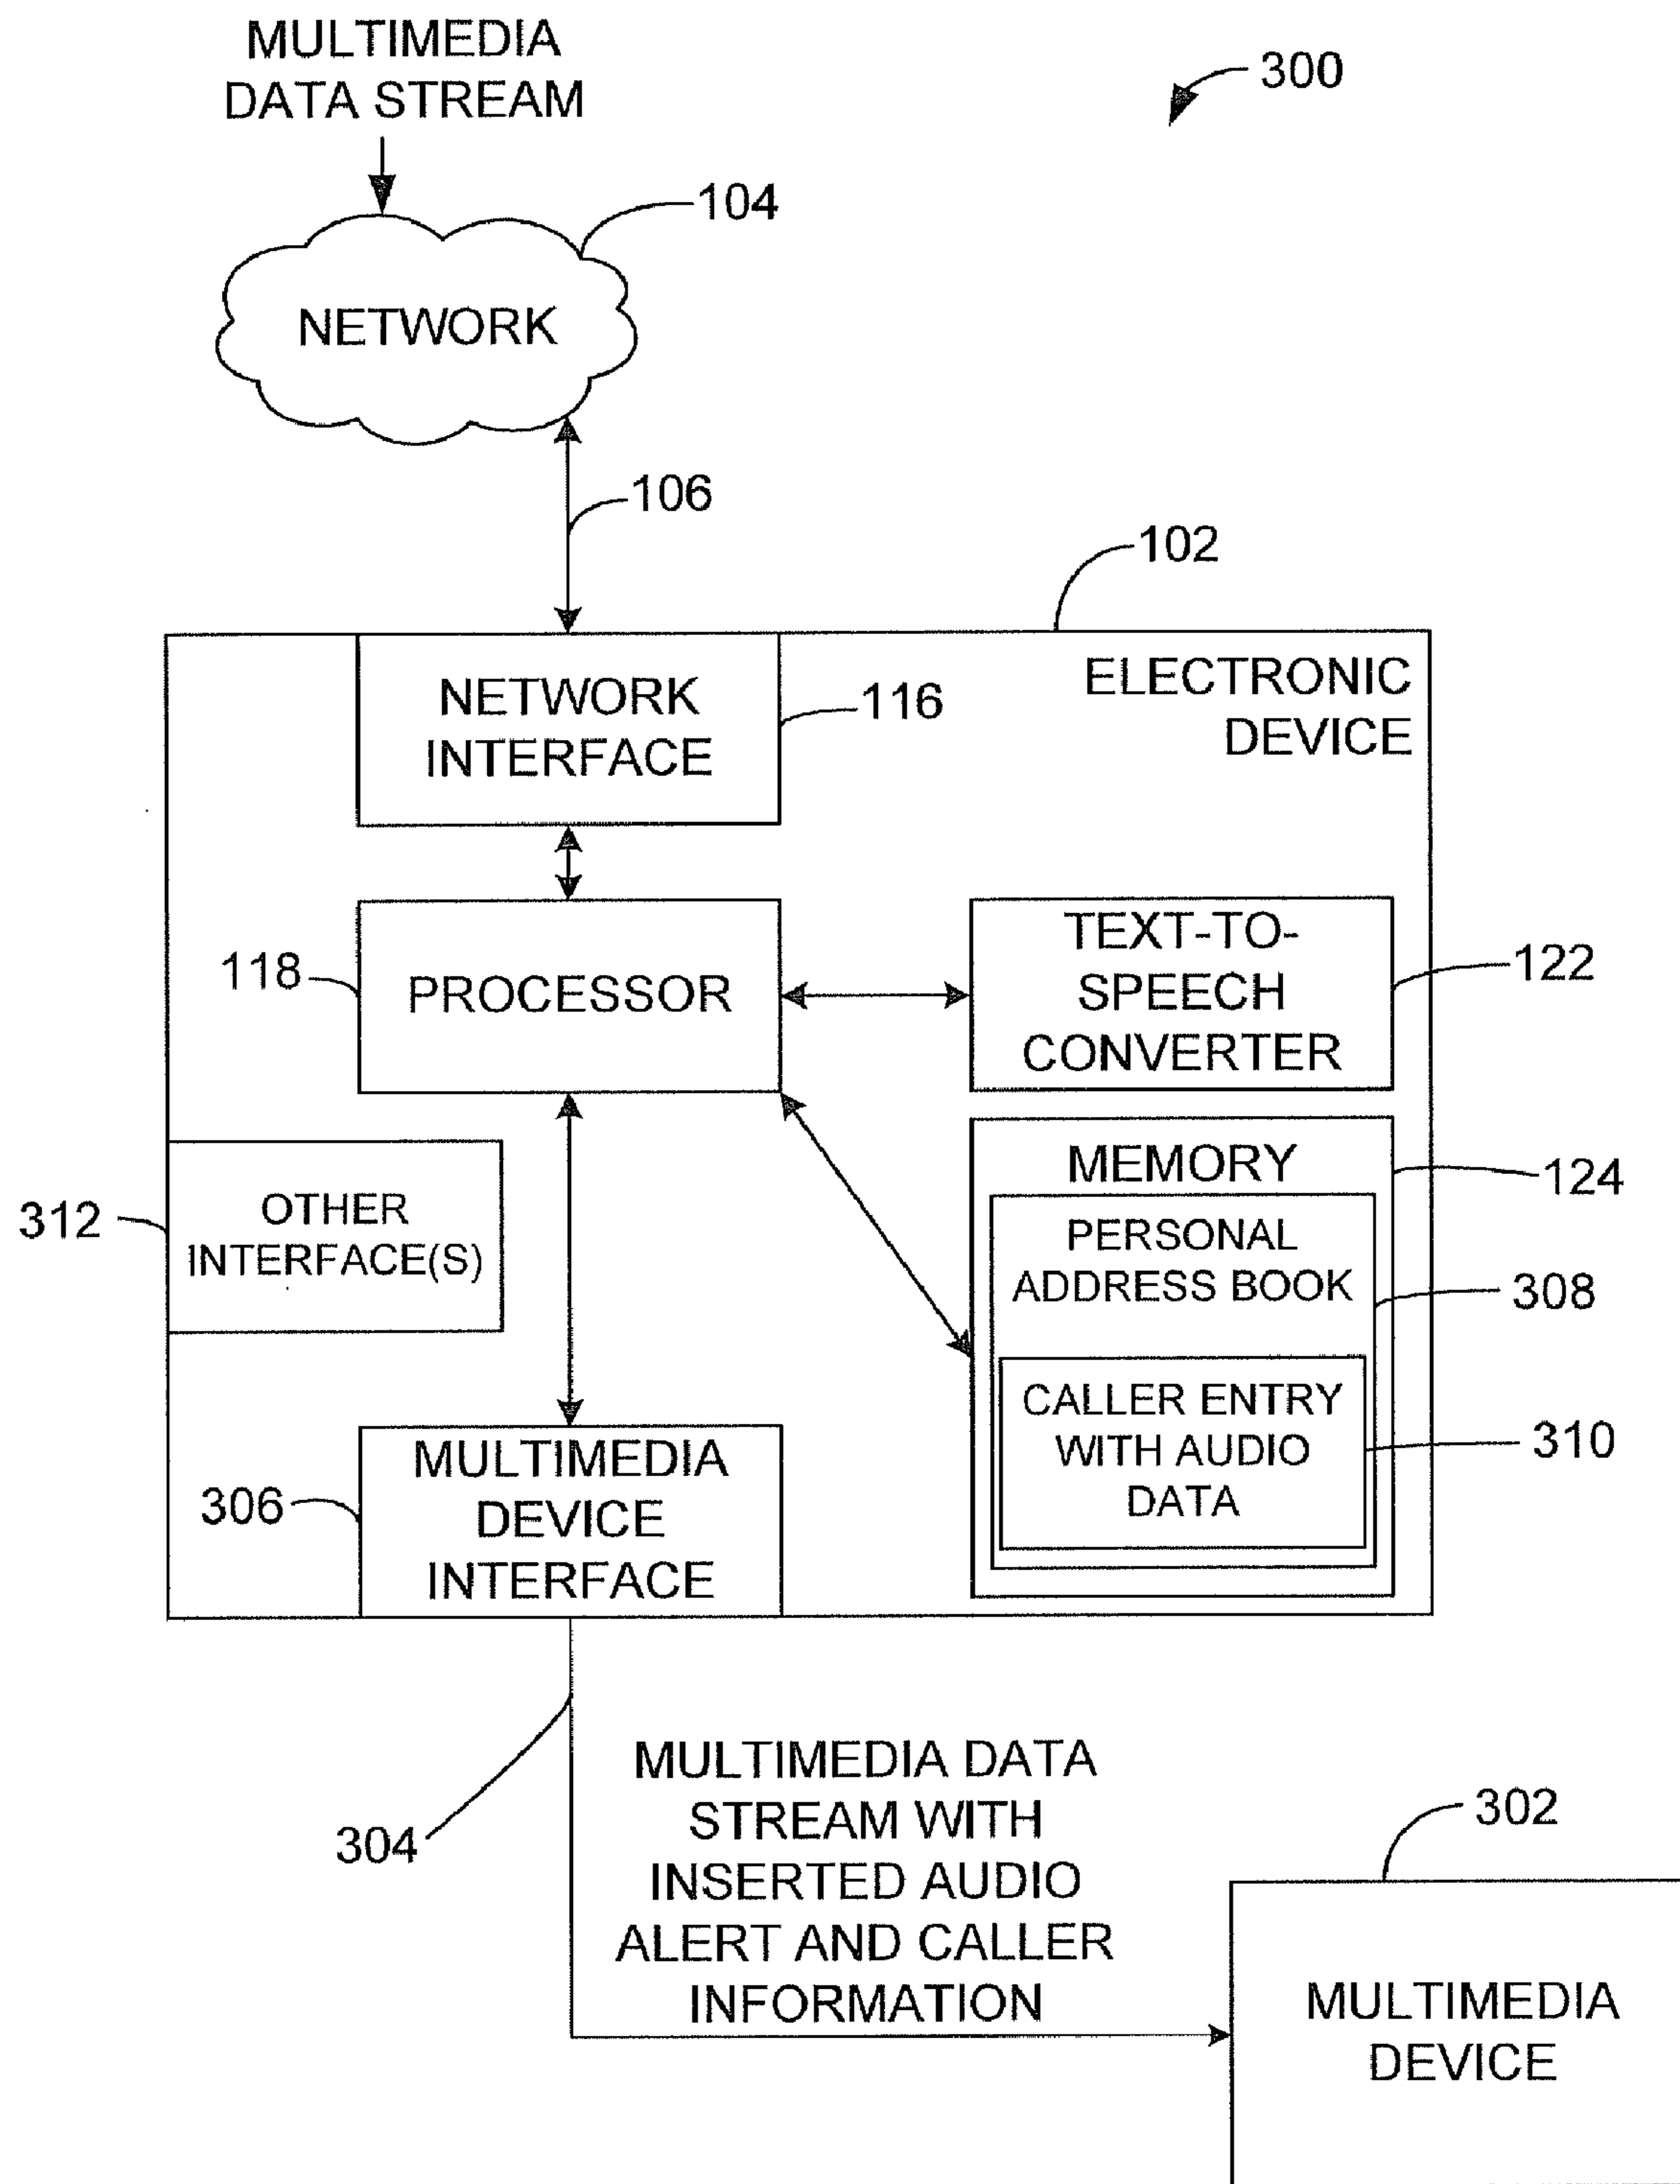 MULTIMEDIA
DATA STREAM
300
104
NETWORK
106
102
NETWORK
INTERFACE
116
ELECTRONIC
DEVICE
118
PROCESSOR
TEXT-TO-
SPEECH
CONVERTER
122
MEMORY
124
312
OTHER
INTERFACE(S)
PERSONAL
ADDRESS BOOK
308
CALLER ENTRY
WITH AUDIO
DATA
310
306
MULTIMEDIA
DEVICE
INTERFACE
304
MULTIMEDIA DATA
STREAM WITH
INSERTED AUDIO
ALERT AND CALLER
INFORMATION
302
MULTIMEDIA
DEVICE